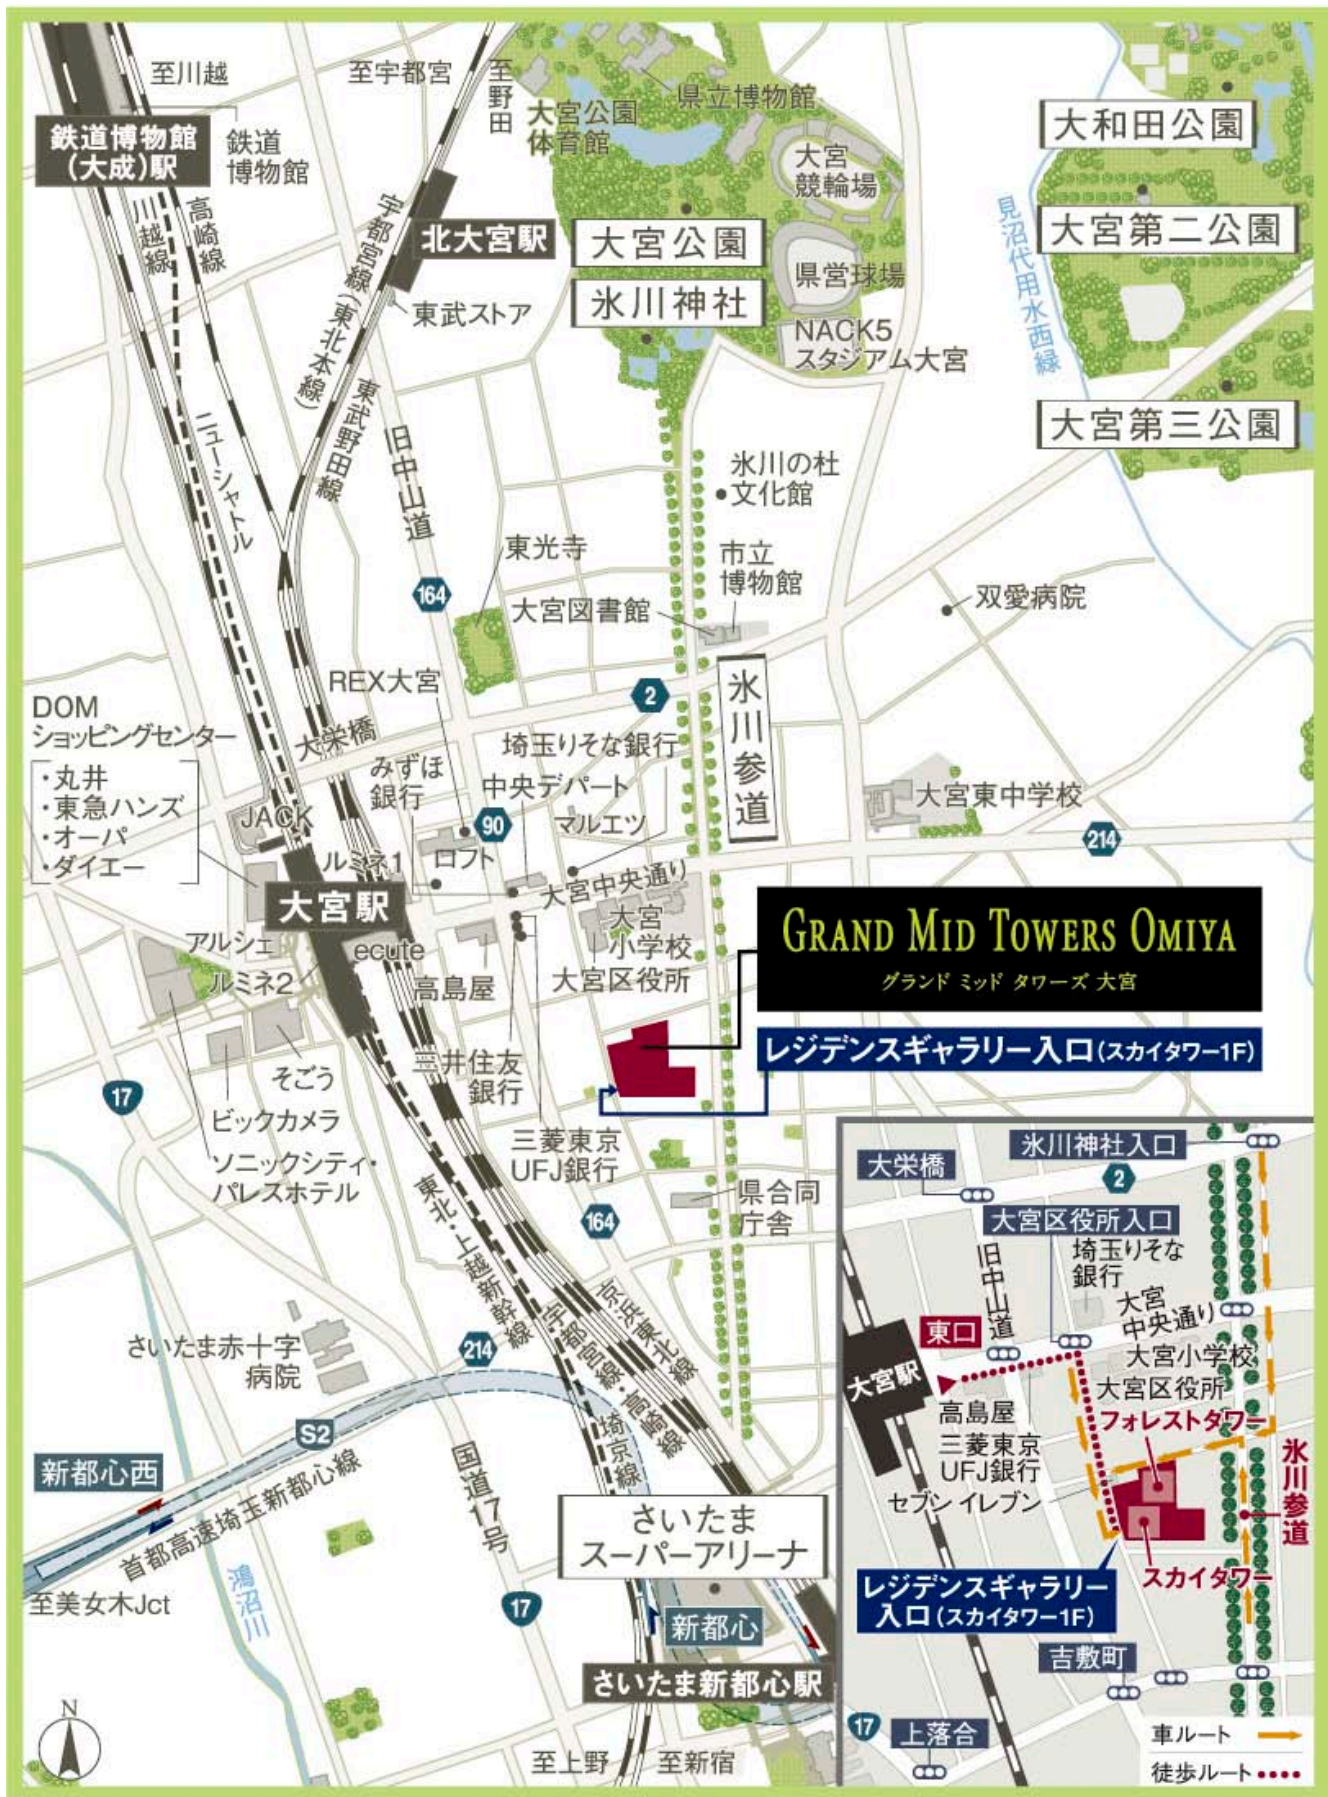 至川越
至宇都宮
至
野
田
大宮公園
体育館
県立博物館
鉄道博物館
(大成)駅
鉄道
博物館
大宮
競輪場
大和田公園
川越線
高崎線
宇都宮線(東北本線)
北大宮駅
大宮公園
県営球場
見沼代用水西縁
大宮第二公園
東武ストア
氷川神社
NACK5
スタジアム大宮
大宮第三公園
ニューシャトル
東武野田線
旧中山道
氷川の杜
文化館
東光寺
市立
博物館
164
大宮図書館
双愛病院
REX大宮
2
氷川参道
DOM
ショッピングセンター
・丸井
・東急ハンズ
・オーパ
・ダイエー
大栄橋
みずほ
銀行
埼玉りそな銀行
中央デパート
JACK
90
マルエツ
大宮東中学校
214
ルミネ1
ロフト
大宮駅
大宮中央通り
大宮
小学校
アルシェ
ecute
ルミネ2
高島屋
大宮区役所
GRAND MID TOWERS OMIYA
グランド ミッド タワーズ 大宮
レジデンスギャラリー入口(スカイタワー1F)
そごう
三井住友
銀行
17
ビックカメラ
ソニックシティ・
パレスホテル
三菱東京
UFJ銀行
県合同
庁舎
164
東北・上越新幹線
宇都宮線・高崎線
京浜東北線
埼京線
214
さいたま赤十字
病院
S2
新都心西
首都高速埼玉新都心線
国道17号
至美女木Jct
鴻沼川
さいたま
スーパーアリーナ
17
新都心
さいたま新都心駅
N
至上野
至新宿
氷川神社入口
大栄橋
2
大宮区役所入口
旧中山道
埼玉りそな
銀行
大宮
中央通り
東口
大宮駅
大宮小学校
大宮区役所
高島屋
フォレストタワー
三菱東京
UFJ銀行
セブン イレブン
氷川参道
スカイタワー
レジデンスギャラリー
入口(スカイタワー1F)
吉敷町
17
上落合
車ルート
徒歩ルート